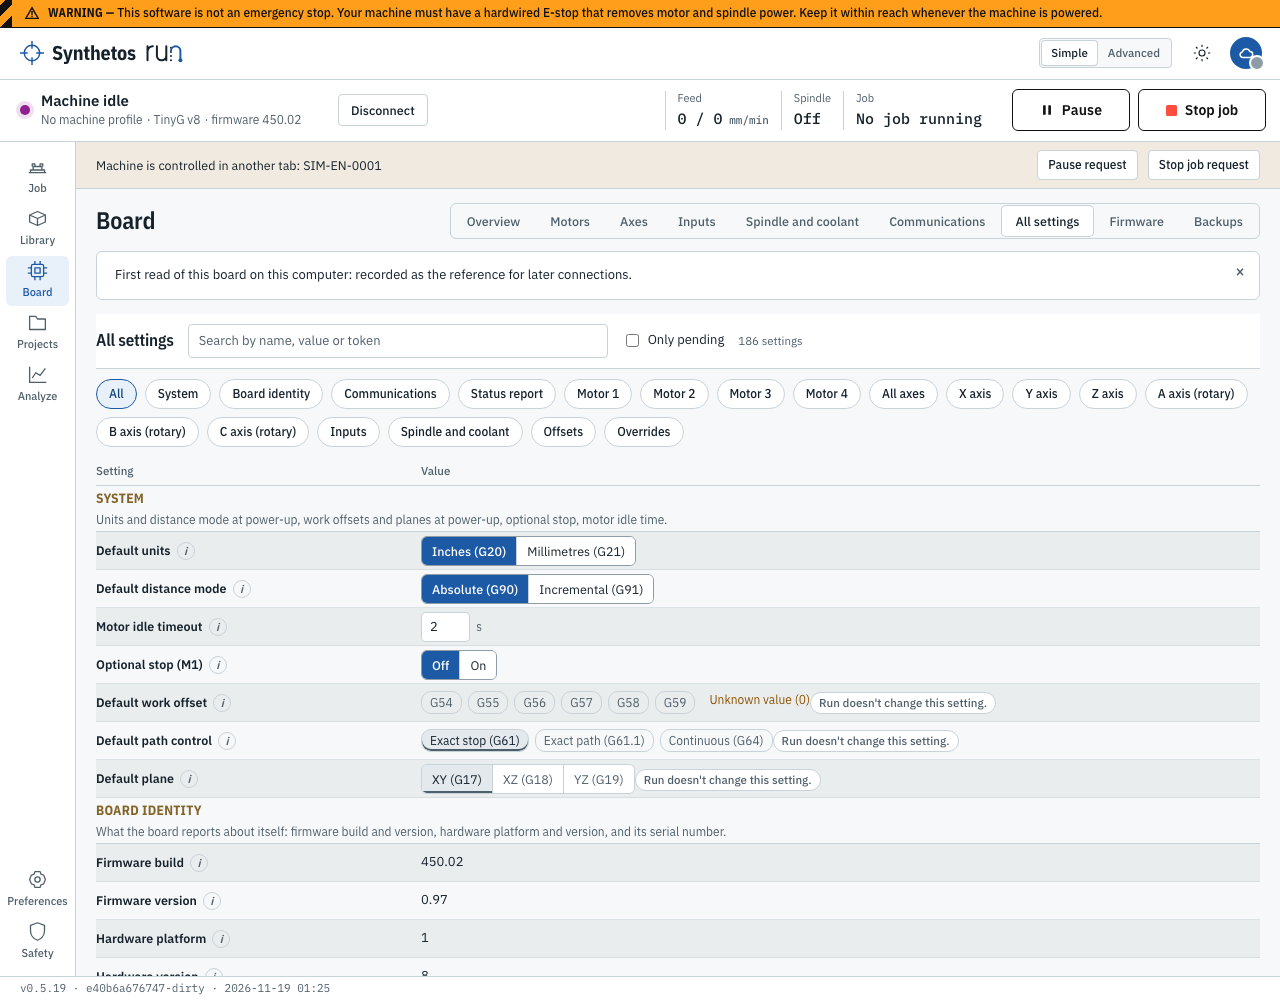 WARNING — This software is not an emergency stop. Your machine must have a hardwired E-stop that removes motor and spindle power. Keep it within reach whenever the machine is powered.
Synthetos run
Simple Advanced
Machine idle
No machine profile · TinyG v8 · firmware 450.02
Disconnect
Feed
0 / 0 mm/min
Spindle
Off
Job
No job running
Pause
Stop job
Job
Library
Board
Projects
Analyze
Preferences
Safety
Machine is controlled in another tab: SIM-EN-0001
Pause request
Stop job request
Board
Overview Motors Axes Inputs Spindle and coolant Communications All settings Firmware Backups
First read of this board on this computer: recorded as the reference for later connections.
×
All settings
Search by name, value or token
Only pending
186 settings
All System Board identity Communications Status report Motor 1 Motor 2 Motor 3 Motor 4 All axes X axis Y axis Z axis A axis (rotary)
B axis (rotary) C axis (rotary) Inputs Spindle and coolant Offsets Overrides
Setting Value
SYSTEM
Units and distance mode at power-up, work offsets and planes at power-up, optional stop, motor idle time.
Default units i Inches (G20) Millimetres (G21)
Default distance mode i Absolute (G90) Incremental (G91)
Motor idle timeout i 2 s
Optional stop (M1) i Off On
Default work offset i G54 G55 G56 G57 G58 G59 Unknown value (0) Run doesn't change this setting.
Default path control i Exact stop (G61) Exact path (G61.1) Continuous (G64) Run doesn't change this setting.
Default plane i XY (G17) XZ (G18) YZ (G19) Run doesn't change this setting.
BOARD IDENTITY
What the board reports about itself: firmware build and version, hardware platform and version, and its serial number.
Firmware build i 450.02
Firmware version i 0.97
Hardware platform i 1
Hardware version i 8
v0.5.19 · e40b6a676747-dirty · 2026-11-19 01:25